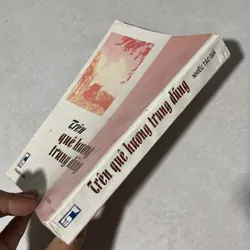 Trên
quê hương
trung dũng
NHIỀU TÁC GIẢ
Trên quê hương trung dũng